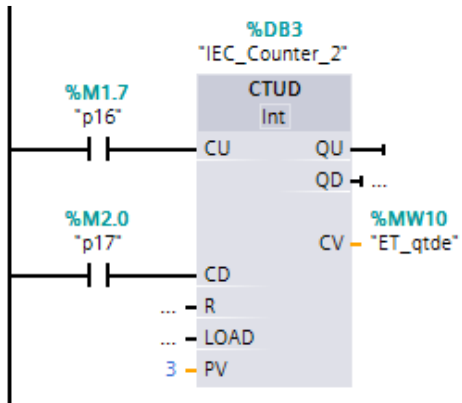 %DB3
"IEC_Counter_2"
%M1.7
"p16"
CTUD
Int
CU
QU
QD
...
%M2.0
"p17"
%MW10
CV
"ET_qtde"
CD
... R
... LOAD
3 PV